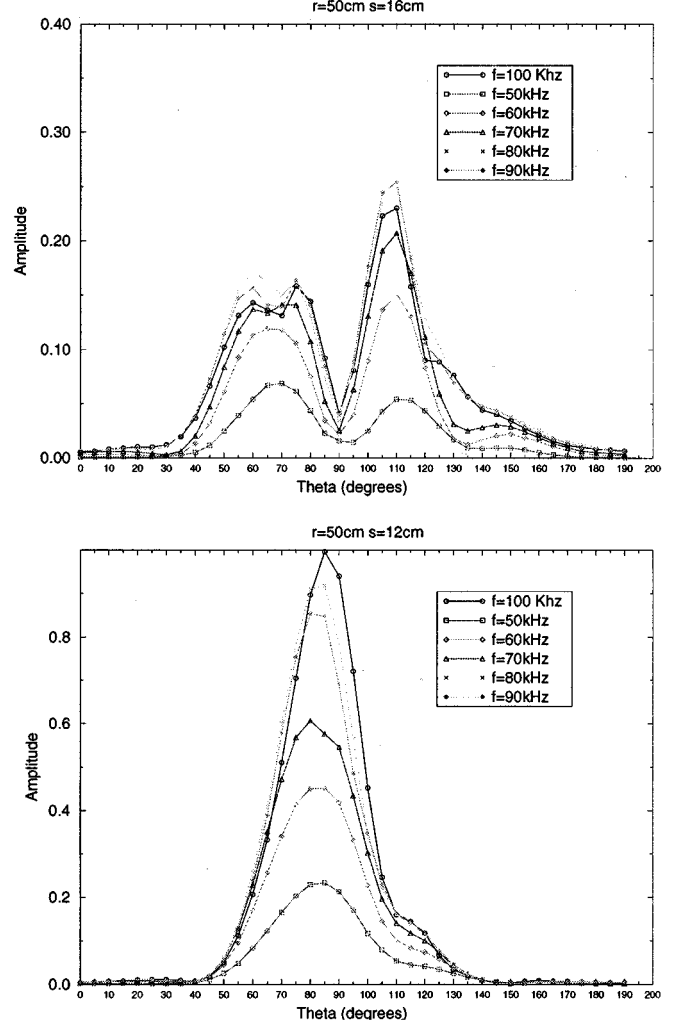 r=50cm s=16cm
0.40
0.30
0.20
0.10
0.00
Amplitude
f=100 Khz
f=50kHz
f=60kHz
f=70kHz
f=80kHz
f=90kHz
0 10 20 30 40 50 60 70 80 90 100 110 120 130 140 150 160 170 180 190 200
Theta (degrees)
r=50cm s=12cm
0.8
0.6
0.4
0.2
0.0
Amplitude
f=100 Khz
f=50kHz
f=60kHz
f=70kHz
f=80kHz
f=90kHz
0 10 20 30 40 50 60 70 80 90 100 110 120 130 140 150 160 170 180 190 200
Theta (degrees)